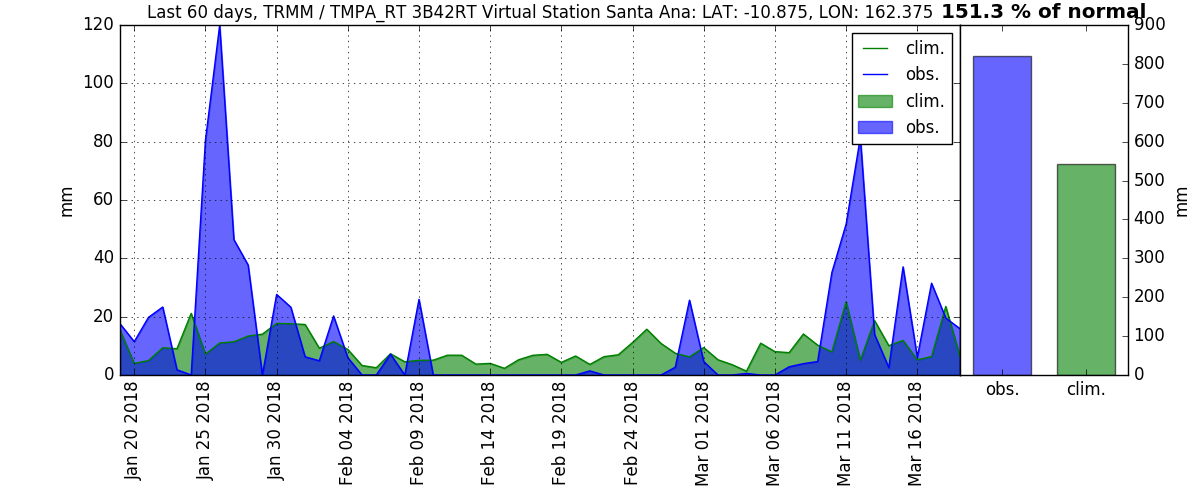 Last 60 days, TRMM / TMPA_RT 3B42RT Virtual Station Santa Ana: LAT: -10.875, LON: 162.375 151.3 % of normal
120
100
80
60
40
20
0
mm
clim.
obs.
clim.
obs.
900
800
700
600
500
400
300
200
100
0
mm
obs.
clim.
Jan 20 2018
Jan 25 2018
Jan 30 2018
Feb 04 2018
Feb 09 2018
Feb 14 2018
Feb 19 2018
Feb 24 2018
Mar 01 2018
Mar 06 2018
Mar 11 2018
Mar 16 2018